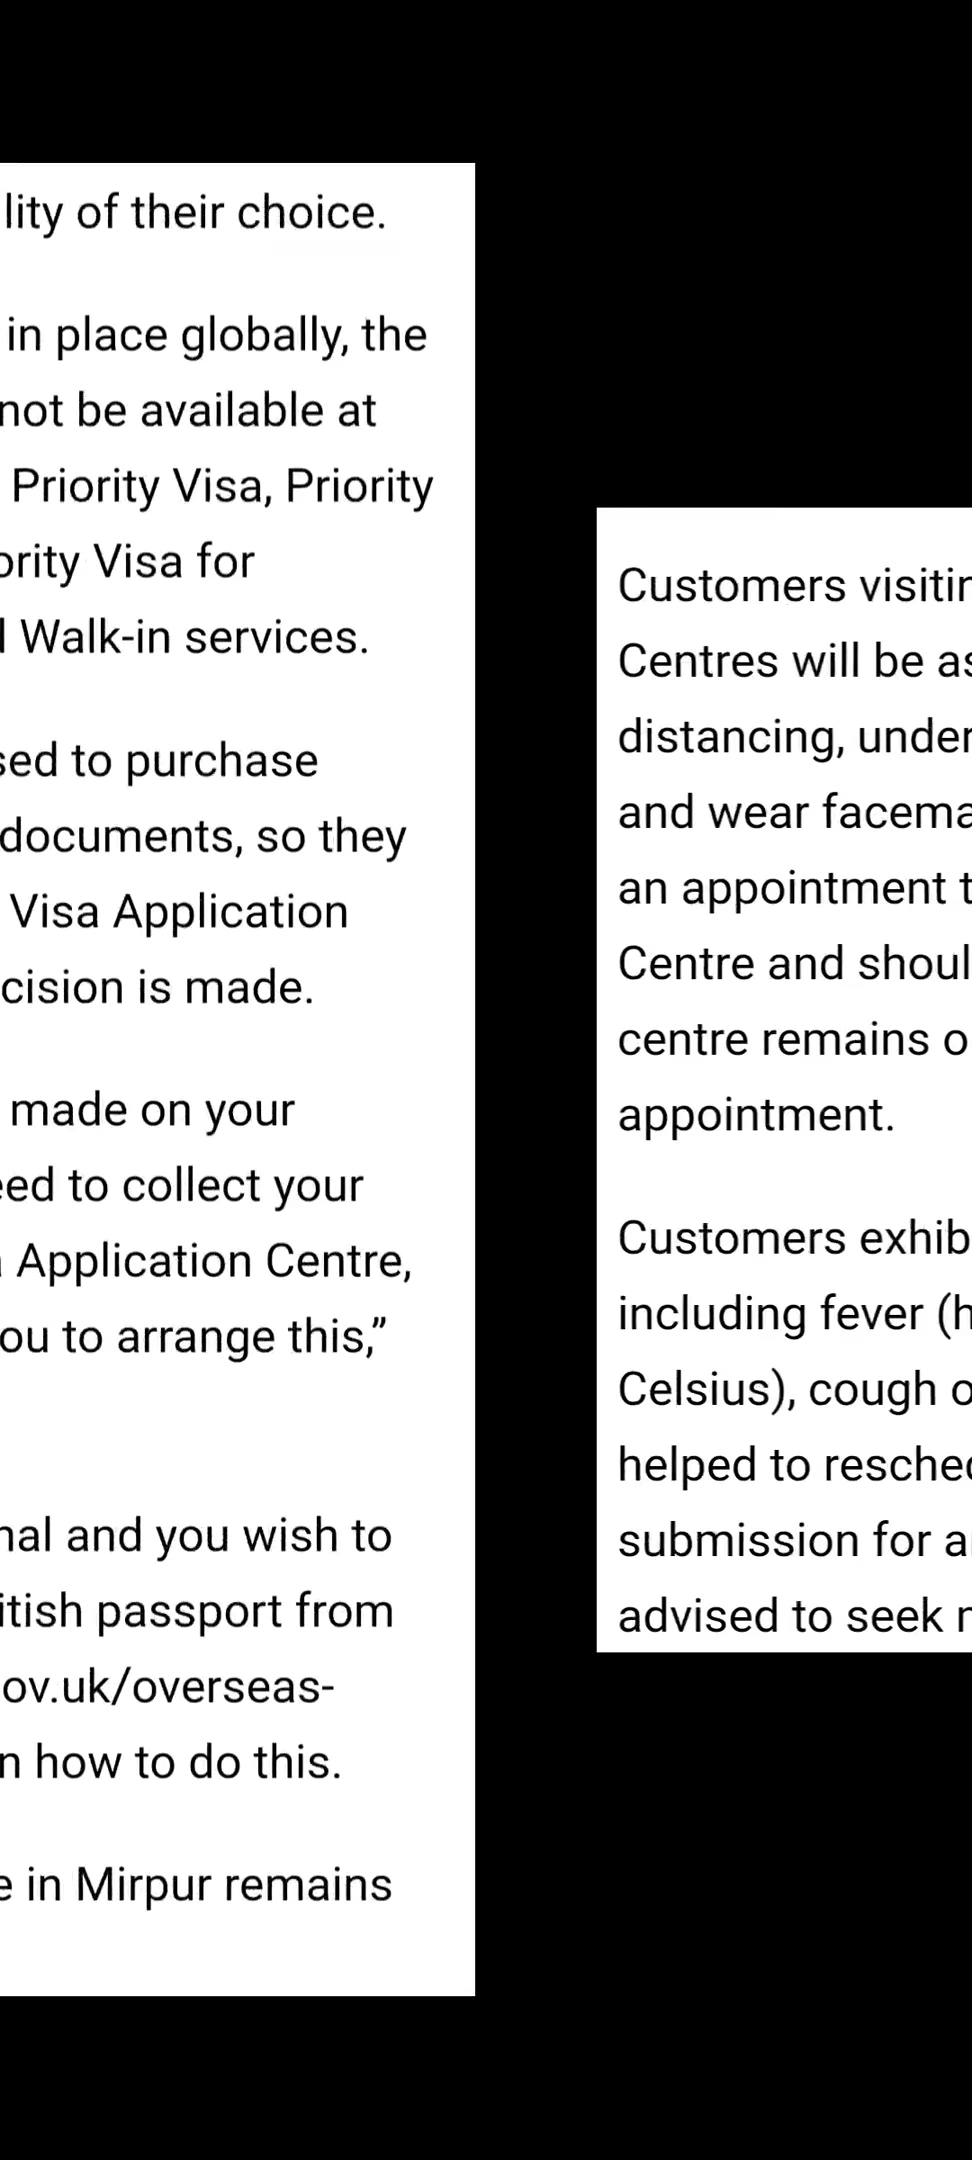 lity of their choice.
in place globally, the
not be available at
Priority Visa, Priority
ority Visa for
Walk-in services.
sed to purchase
documents, so they
Visa Application
cision is made.
made on your
eed to collect your
Application Centre,
ou to arrange this,”
nal and you wish to
itish passport from
ov.uk/overseas-
n how to do this.
e in Mirpur remains
Customers visitin
Centres will be as
distancing, under
and wear facema
an appointment t
Centre and shoul
centre remains o
appointment.
Customers exhib
including fever (h
Celsius), cough o
helped to resched
submission for a
advised to seek